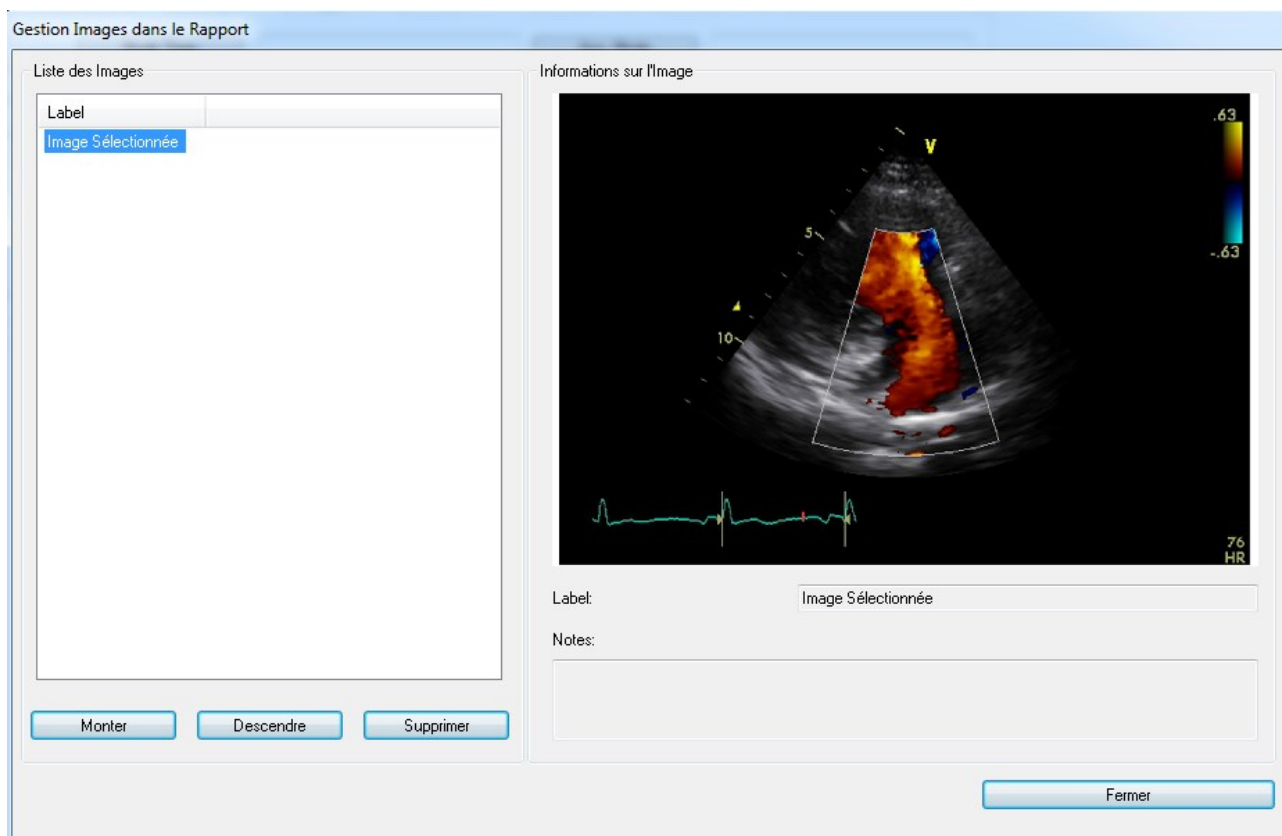 Gestion Images dans le Rapport
Liste des Images
Label
Image Sélectionnée
Monter
Descendre
Supprimer
Informations sur l'Image
V
.63
-.63
5
10
76
HR
Label:
Image Sélectionnée
Notes:
Fermer